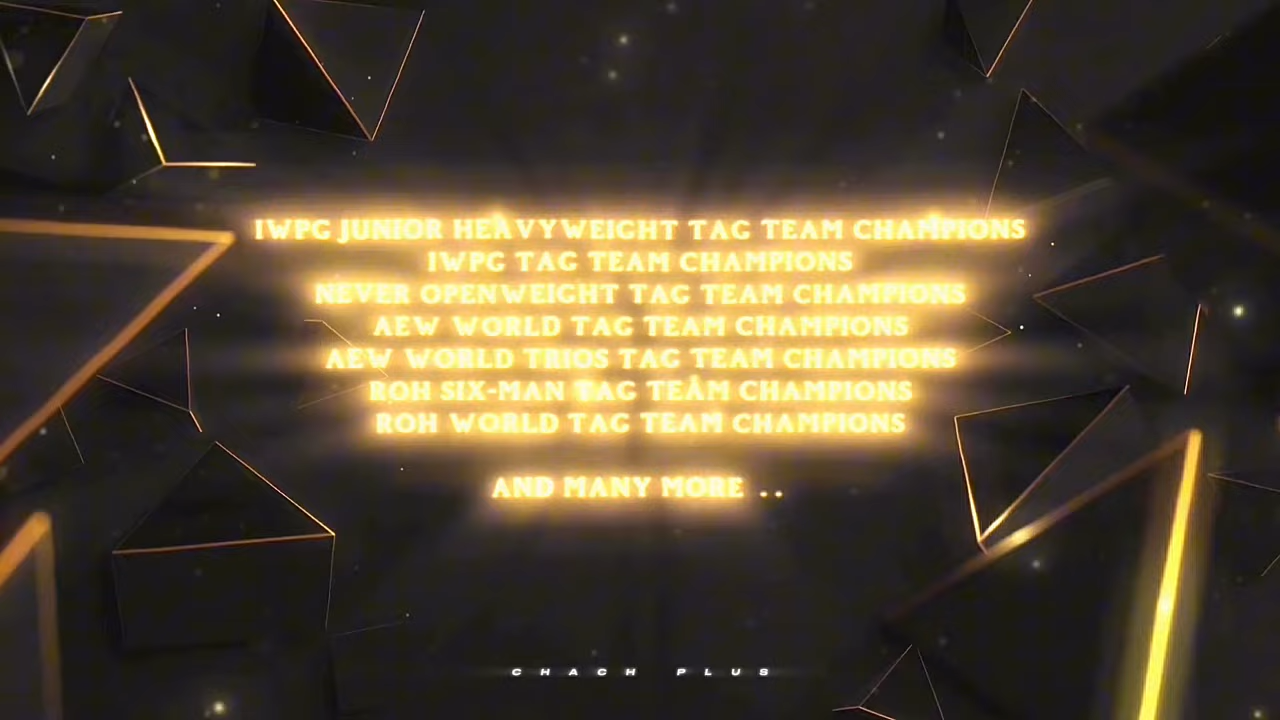 IWPG JUNIOR HEAVYWEIGHT TAG TEAM CHAMPIONS
IWPG TAG TEAM CHAMPIONS
NEVER OPENWEIGHT TAG TEAM CHAMPIONS
AEW WORLD TAG TEAM CHAMPIONS
AEW WORLD TRIOS TAG TEAM CHAMPIONS
ROH SIX-MAN TAG TEAM CHAMPIONS
ROH WORLD TAG TEAM CHAMPIONS
AND MANY MORE ..
CHACH PLUS